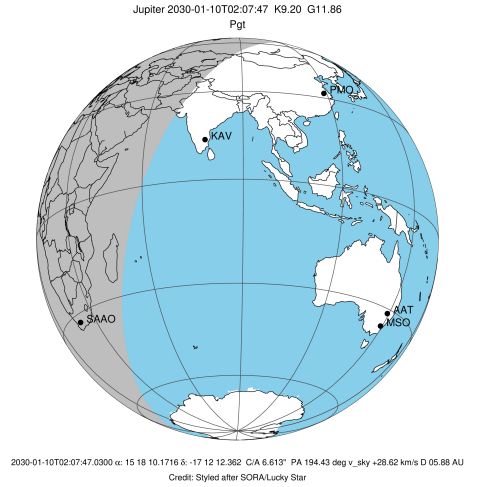 Jupiter 2030-01-10T02:07:47 K9.20 G11.86
Pgt
PMO
KAV
AAT
MSO
SAAO
2030-01-10T02:07:47.0300 α: 15 18 10.1716 δ: -17 12 12.362 C/A 6.613" PA 194.43 deg v_sky +28.62 km/s D 05.88 AU
Credit: Styled after SORA/Lucky Star